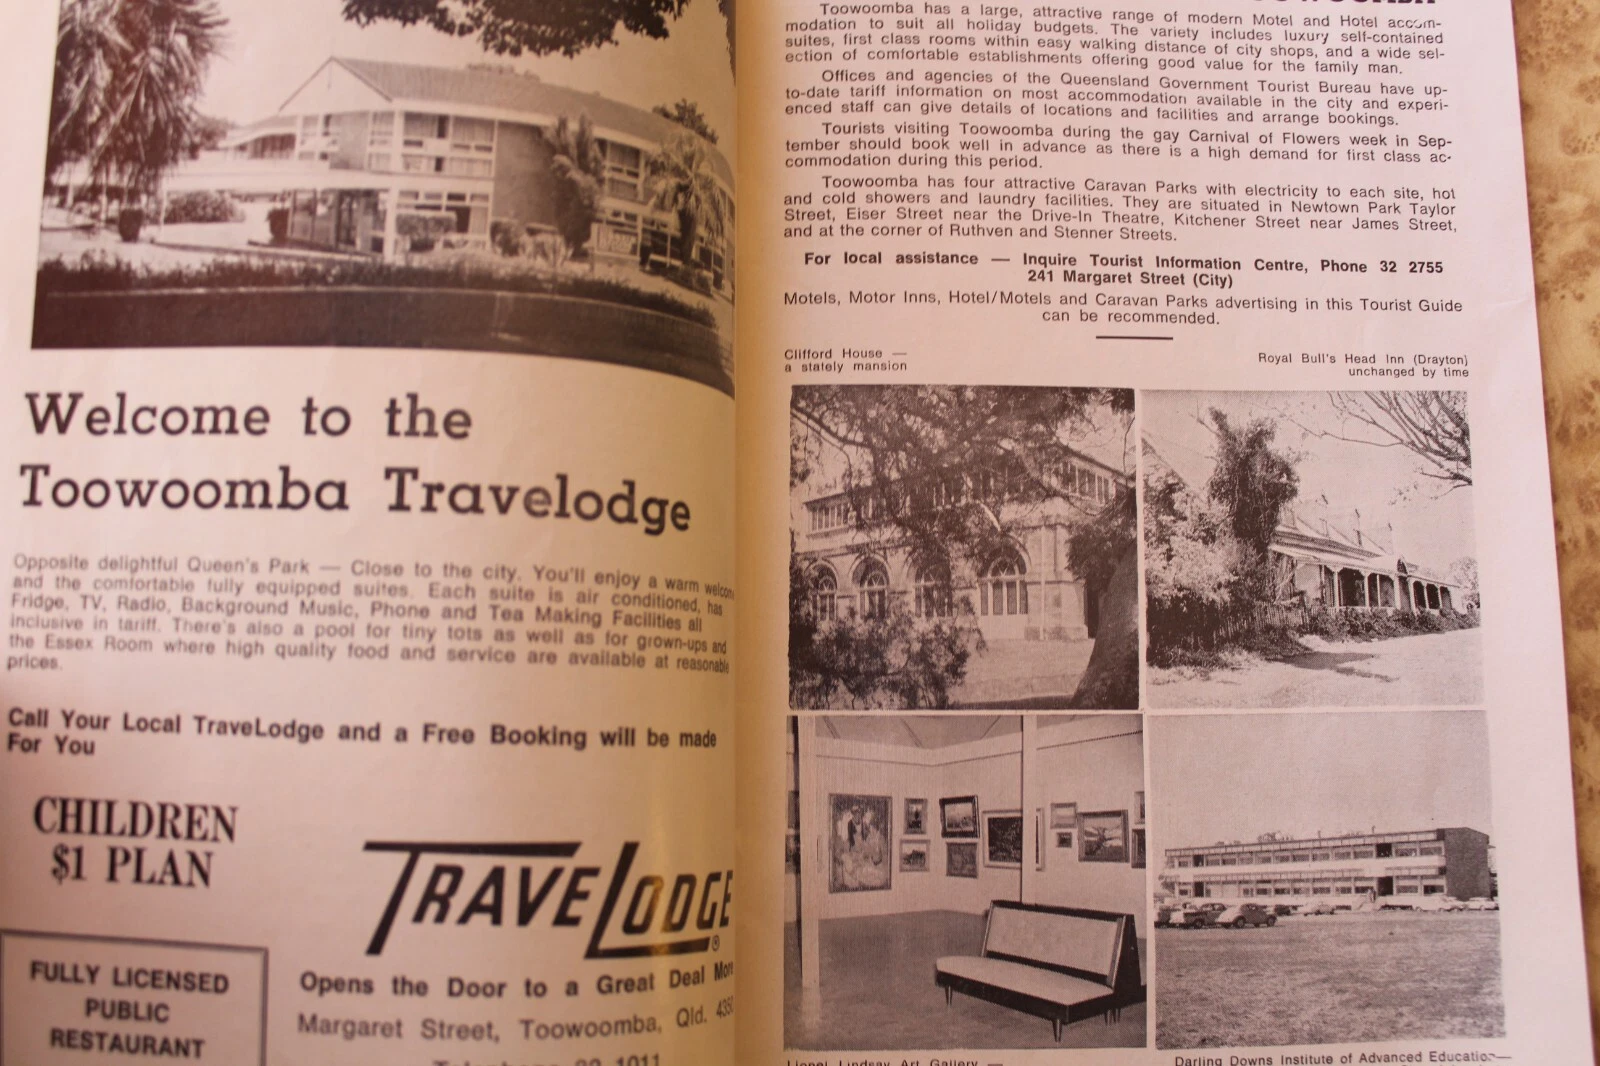 Welcome to the
Toowoomba Travelodge
Opposite delightful Queen's Park — Close to the city. You'll enjoy a warm
and the comfortable fully equipped suites. Each suite is air conditioned, has
Fridge, TV, Radio, Background Music, Phone and Tea Making Facilities all
inclusive in tariff. There's also a pool for tiny tots as well as for grown-ups and
the Essex Room where high quality food and service are available at reasonable
prices.
Call Your Local TraveLodge and a Free Booking will be made
For You
CHILDREN
$1 PLAN
TRAVELODGE®
Opens the Door to a Great Deal
Margaret Street, Toowoomba, Qld.
FULLY LICENSED
PUBLIC
RESTAURANT
1011
Toowoomba has a large, attractive range of modern Motel and Hotel accom-
modation to suit all holiday budgets. The variety includes luxury self-contained
suites, first class rooms within easy walking distance of city shops, and a wide sel-
ection of comfortable establishments offering good value for the family man.
Offices and agencies of the Queensland Government Tourist Bureau have up-
to-date tariff information on most accommodation available in the city and experi-
enced staff can give details of locations and facilities and arrange bookings.
Tourists visiting Toowoomba during the gay Carnival of Flowers week in Sep-
tember should book well in advance as there is a high demand for first class ac-
commodation during this period.
Toowoomba has four attractive Caravan Parks with electricity to each site, hot
and cold showers and laundry facilities. They are situated in Newtown Park Taylor
Street, Eiser Street near the Drive-In Theatre, Kitchener Street near James Street,
and at the corner of Ruthven and Stenner Streets.
For local assistance — Inquire Tourist Information Centre, Phone 32 2755
241 Margaret Street (City)
Motels, Motor Inns, Hotel/Motels and Caravan Parks advertising in this Tourist Guide
can be recommended.
Clifford House —
a stately mansion
Royal Bull's Head Inn (Drayton)
unchanged by time
Lionel Lindsay Art Gallery —
Darling Downs Institute of Advanced Education—